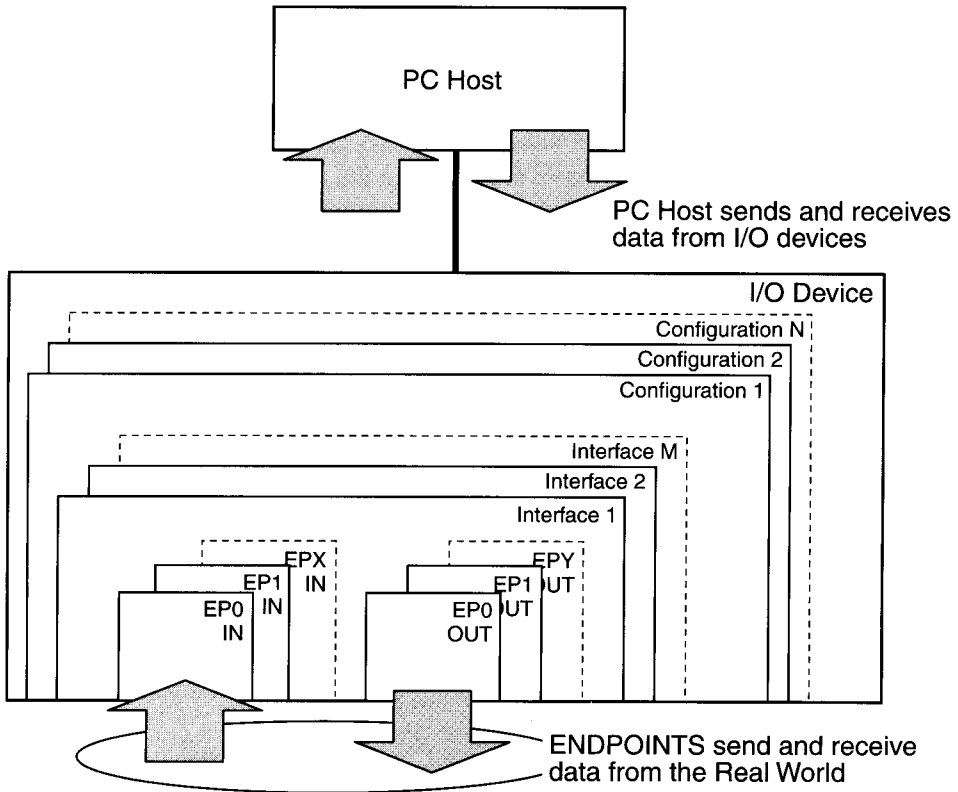 PC Host
PC Host sends and receives
data from I/O devices
I/O Device
Configuration N
Configuration 2
Configuration 1
Interface M
Interface 2
Interface 1
EPX
IN
EP1
IN
EP0
IN
EPY
OUT
EP1
OUT
EP0
OUT
ENDPOINTS send and receive
data from the Real World